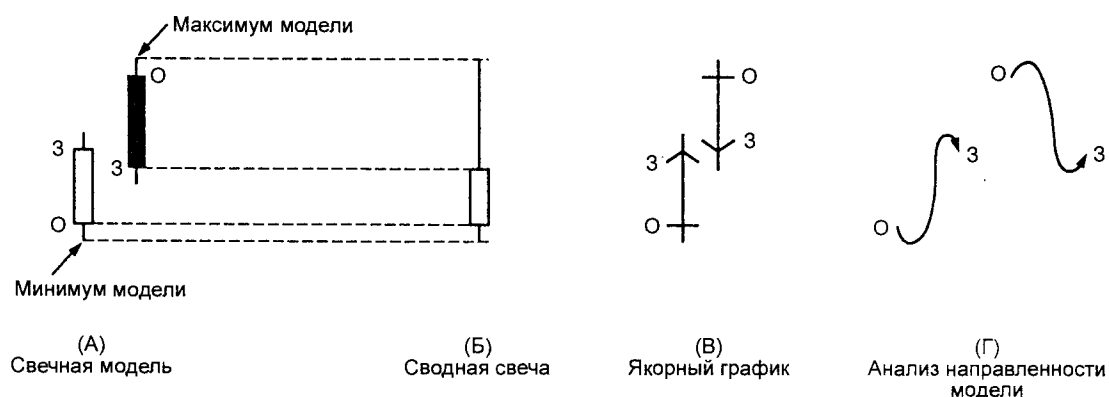 Максимум модели
О
З
З
О
Минимум модели
О
З
З
О
О
З
З
О
(А)
Свечная модель
(Б)
Сводная свеча
(В)
Якорный график
(Г)
Анализ направленности
модели